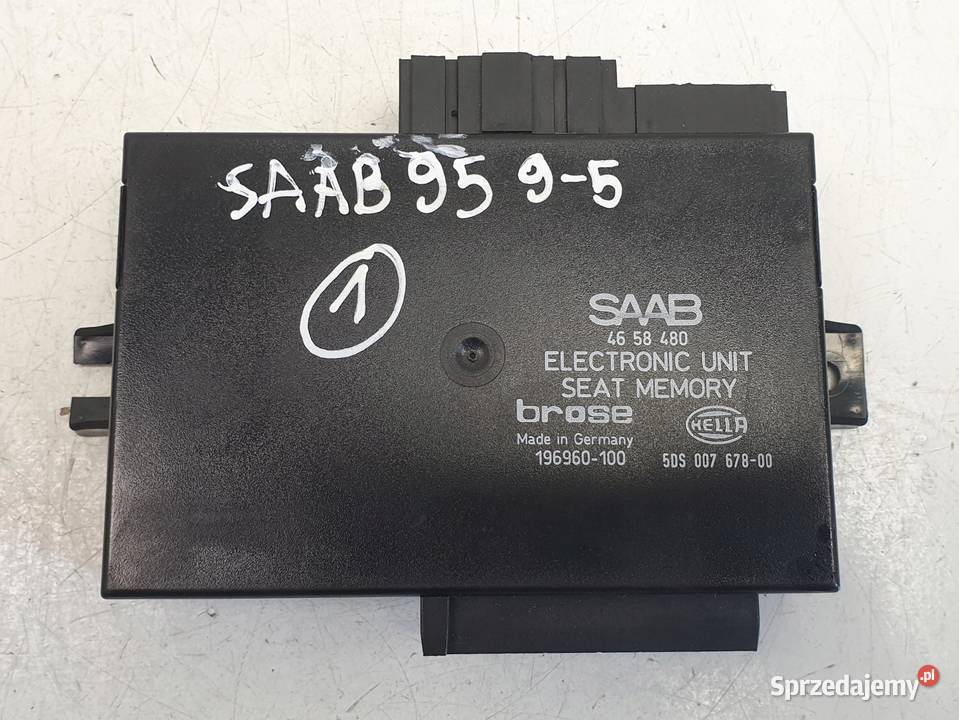 SAAB 95 9-5
1
SAAB
46 58 480
ELECTRONIC UNIT
SEAT MEMORY
brose
HELLA
Made in Germany
196960-100
5DS 007 678-00
Sprzedajemy.pl